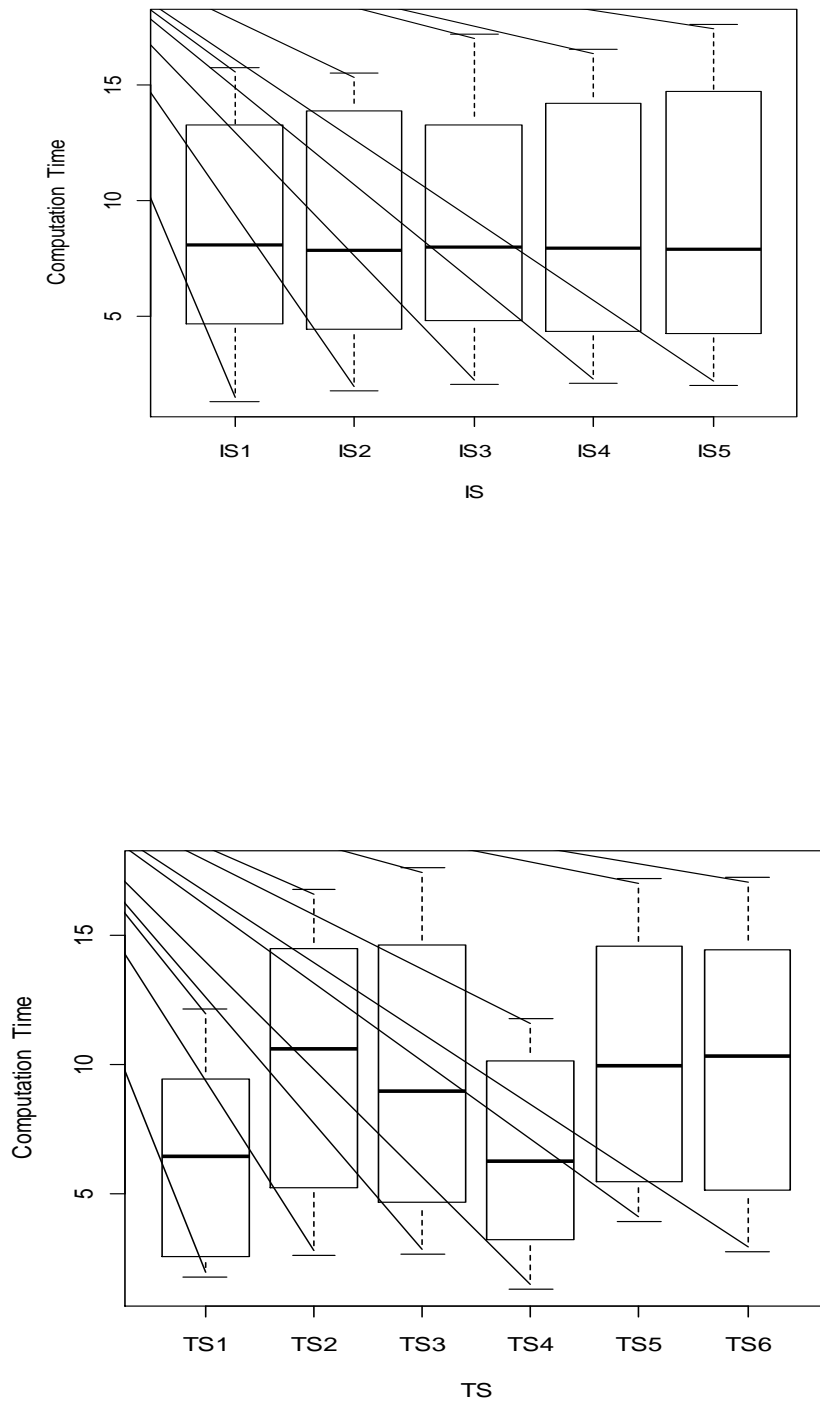 15
10
5
Computation Time
IS1 IS2 IS3 IS4 IS5
IS
15
10
5
Computation Time
TS1 TS2 TS3 TS4 TS5 TS6
TS